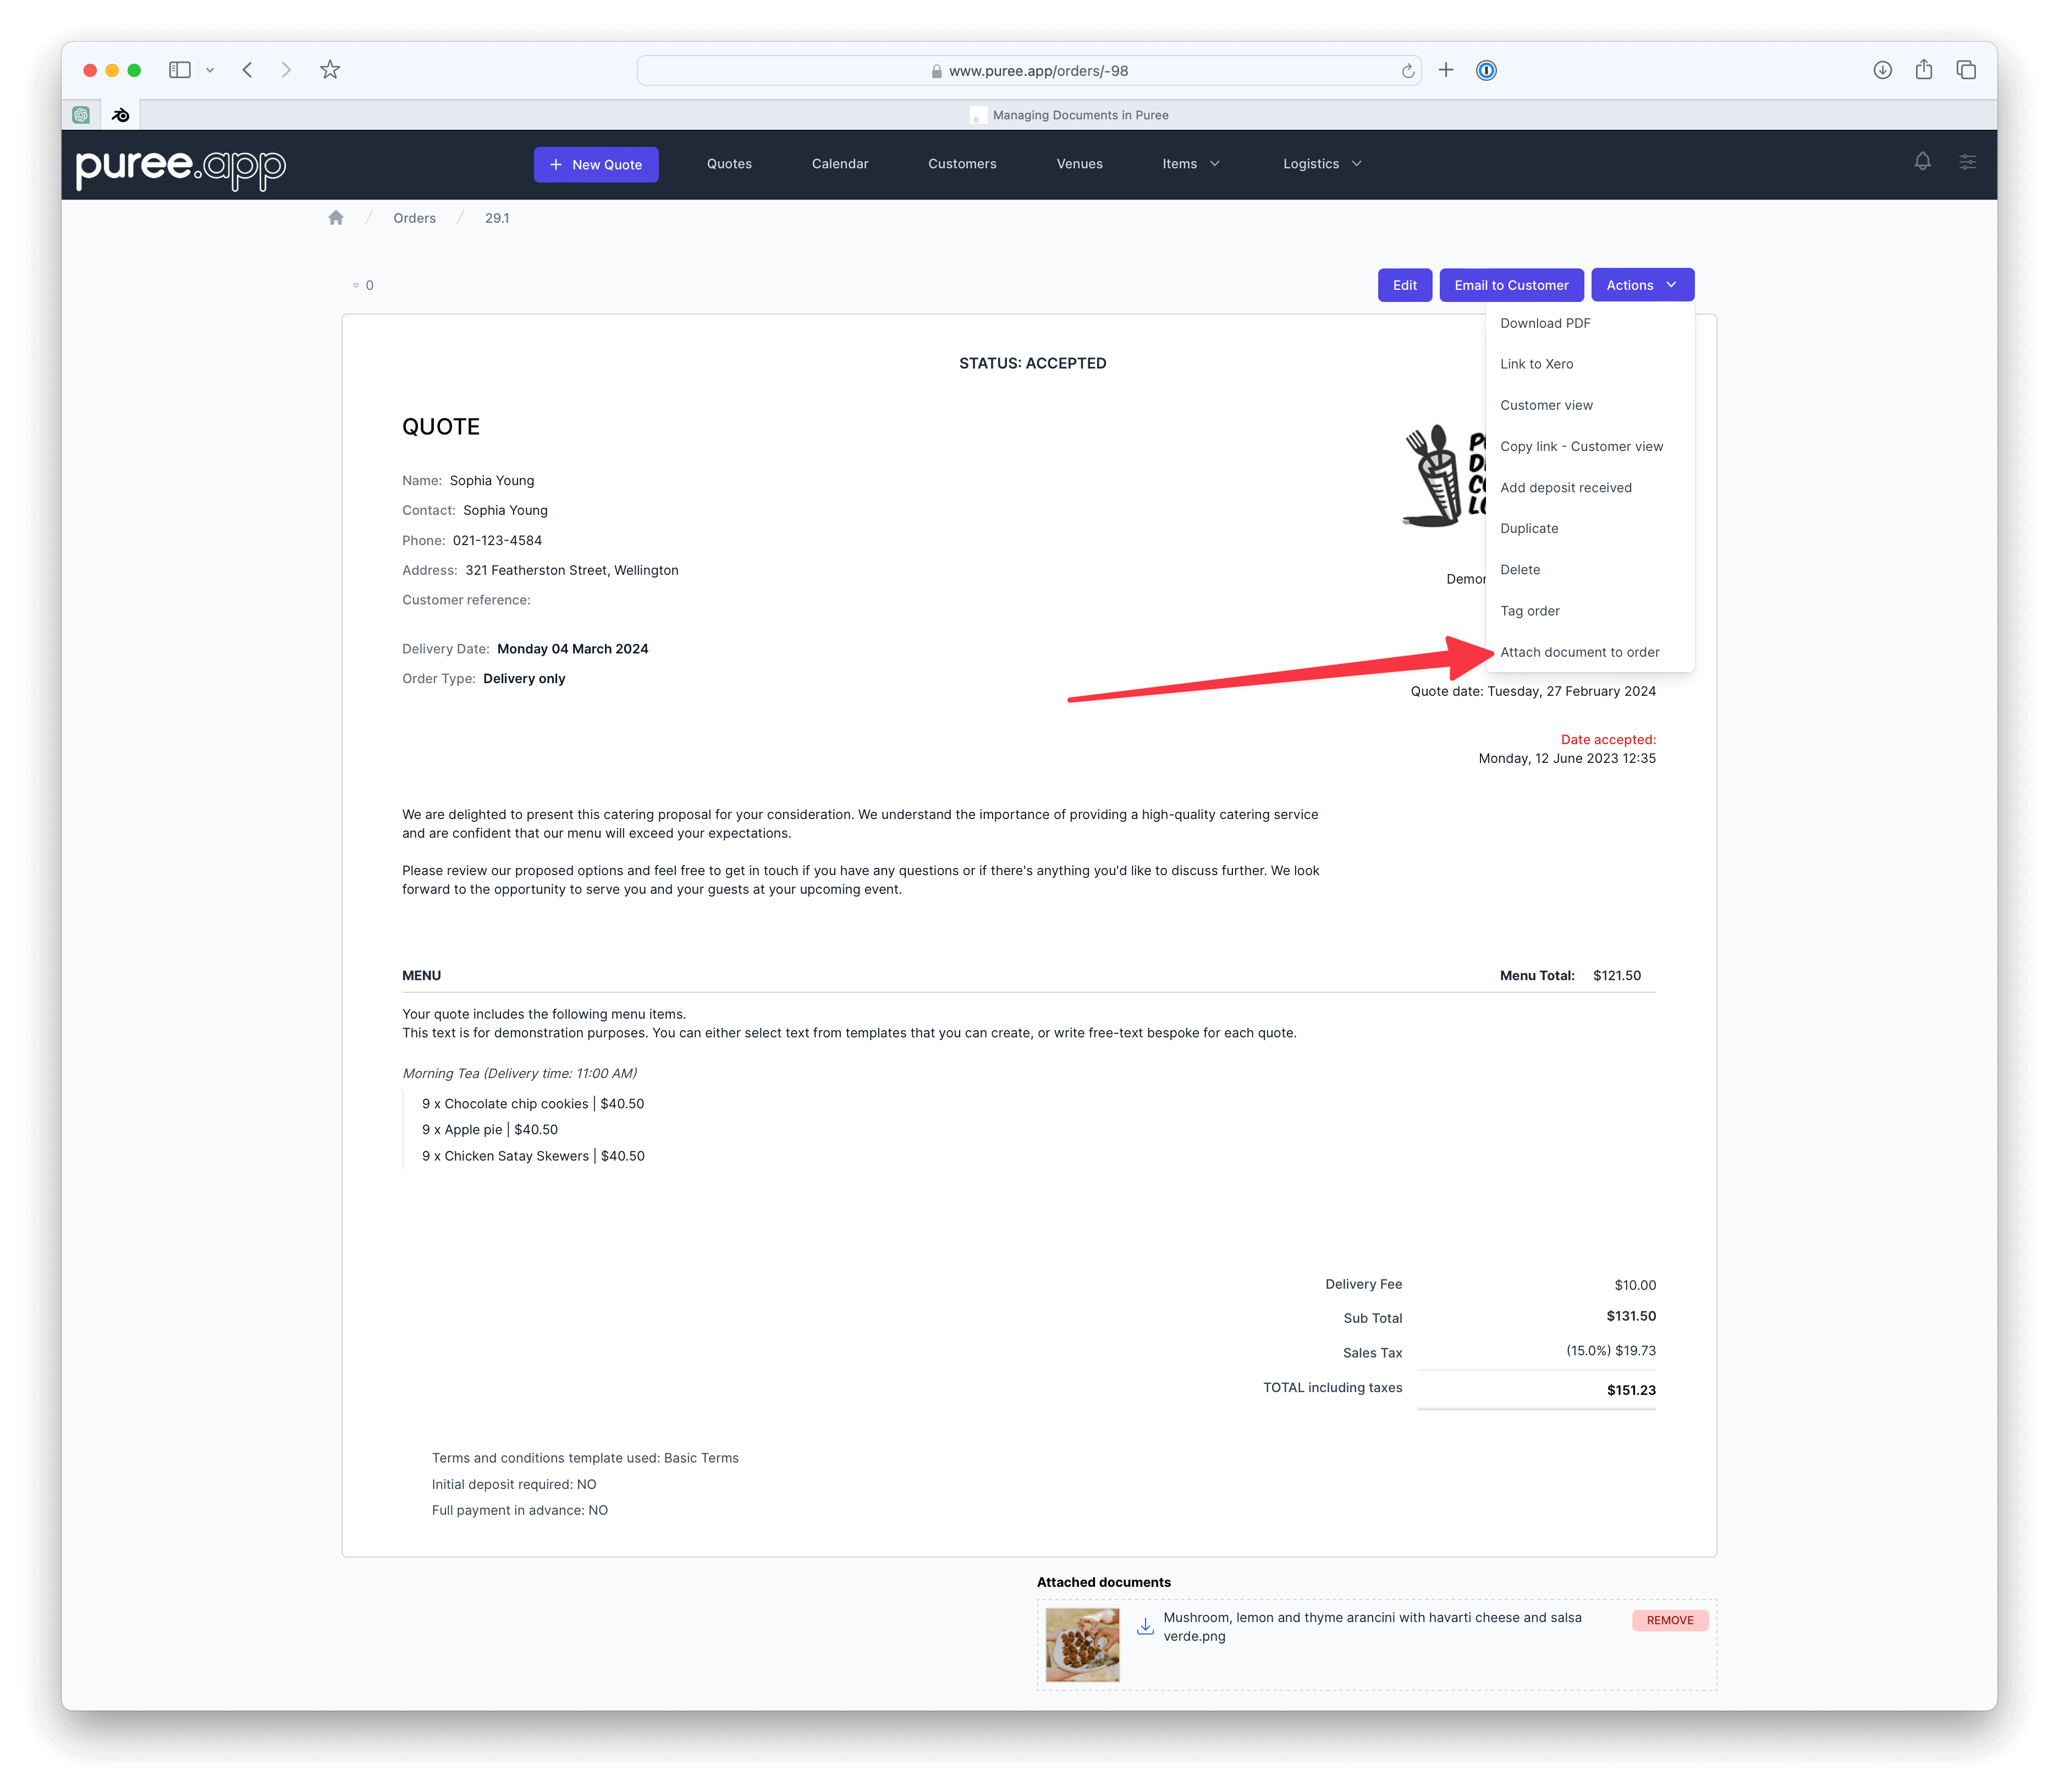 www.puree.app/orders/-98
Managing Documents in Puree
puree.app
+ New Quote
Quotes
Calendar
Customers
Venues
Items
Logistics
Orders / 29.1
0
Edit
Email to Customer
Actions
Download PDF
Link to Xero
Customer view
Copy link - Customer view
Add deposit received
Duplicate
Delete
Tag order
Attach document to order
STATUS: ACCEPTED
QUOTE
Name: Sophia Young
Contact: Sophia Young
Phone: 021-123-4584
Address: 321 Featherston Street, Wellington
Customer reference:
Delivery Date: Monday 04 March 2024
Order Type: Delivery only
Quote date: Tuesday, 27 February 2024
Date accepted:
Monday, 12 June 2023 12:35
We are delighted to present this catering proposal for your consideration. We understand the importance of providing a high-quality catering service
and are confident that our menu will exceed your expectations.
Please review our proposed options and feel free to get in touch if you have any questions or if there's anything you'd like to discuss further. We look
forward to the opportunity to serve you and your guests at your upcoming event.
MENU
Menu Total: $121.50
Your quote includes the following menu items.
This text is for demonstration purposes. You can either select text from templates that you can create, or write free-text bespoke for each quote.
Morning Tea (Delivery time: 11:00 AM)
9 x Chocolate chip cookies | $40.50
9 x Apple pie | $40.50
9 x Chicken Satay Skewers | $40.50
Delivery Fee $10.00
Sub Total $131.50
Sales Tax (15.0%) $19.73
TOTAL including taxes $151.23
Terms and conditions template used: Basic Terms
Initial deposit required: NO
Full payment in advance: NO
Attached documents
Mushroom, lemon and thyme arancini with havarti cheese and salsa
verde.png
REMOVE